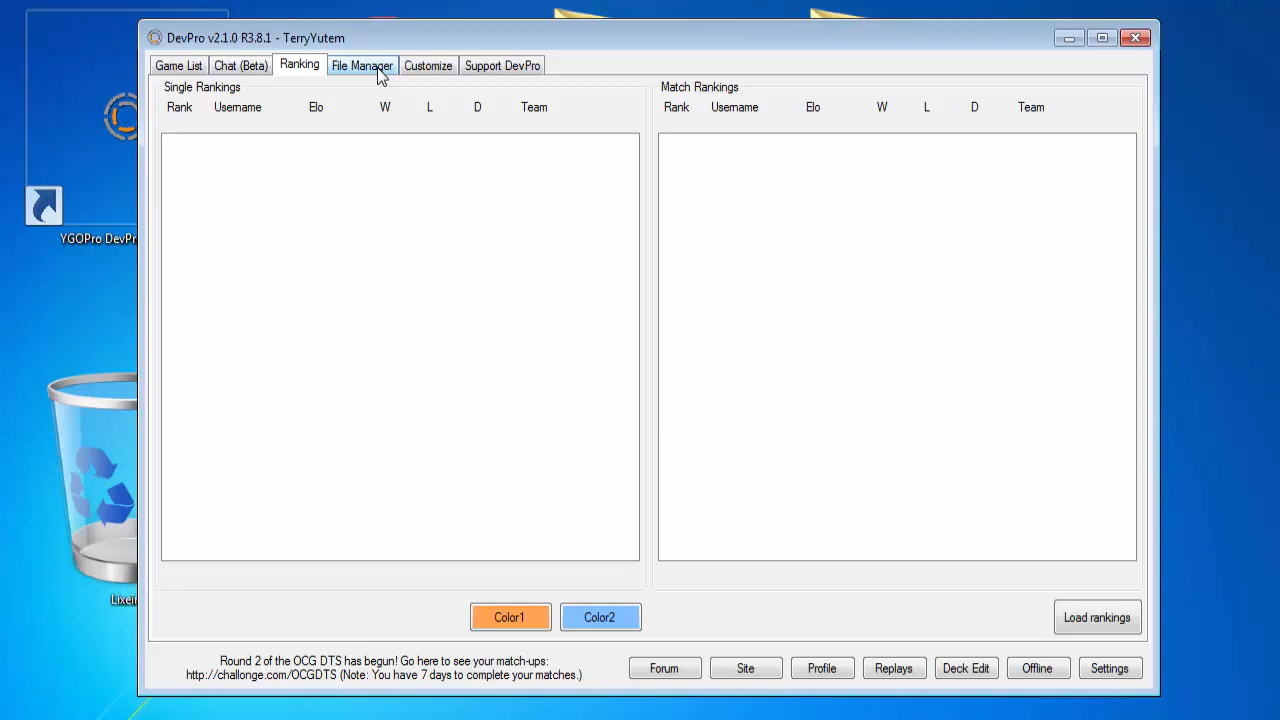 DevPro v2.1.0 R3.8.1 - TerryYutem
Game List Chat (Beta) Ranking File Manager Customize Support DevPro
Single Rankings
Rank Username Elo W L D Team
Match Rankings
Rank Username Elo W L D Team
YGOPro DevPr
Lixei
Color1 Color2 Load rankings
Round 2 of the OCG DTS has begun! Go here to see your match-ups:
http://challonge.com/OCGDTS (Note: You have 7 days to complete your matches.)
Forum Site Profile Replays Deck Edit Offline Settings